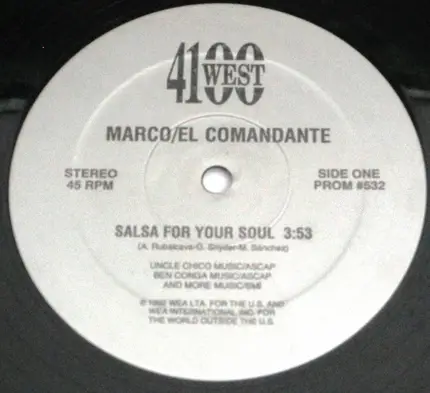 4100 WEST
MARCO/EL COMANDANTE
STEREO
45 RPM
SIDE ONE
PROM #532
SALSA FOR YOUR SOUL 3:53
(A. Rubalcava-G. Snyder-M. Sánchez)
UNCLE CHICO MUSIC/ASCAP
BEN CONGA MUSIC/ASCAP
AND MORE MUSIC/BMI
WEA LTA. FOR THE U.S. AND
WEA INTERNATIONAL INC. FOR
THE WORLD OUTSIDE THE U.S.